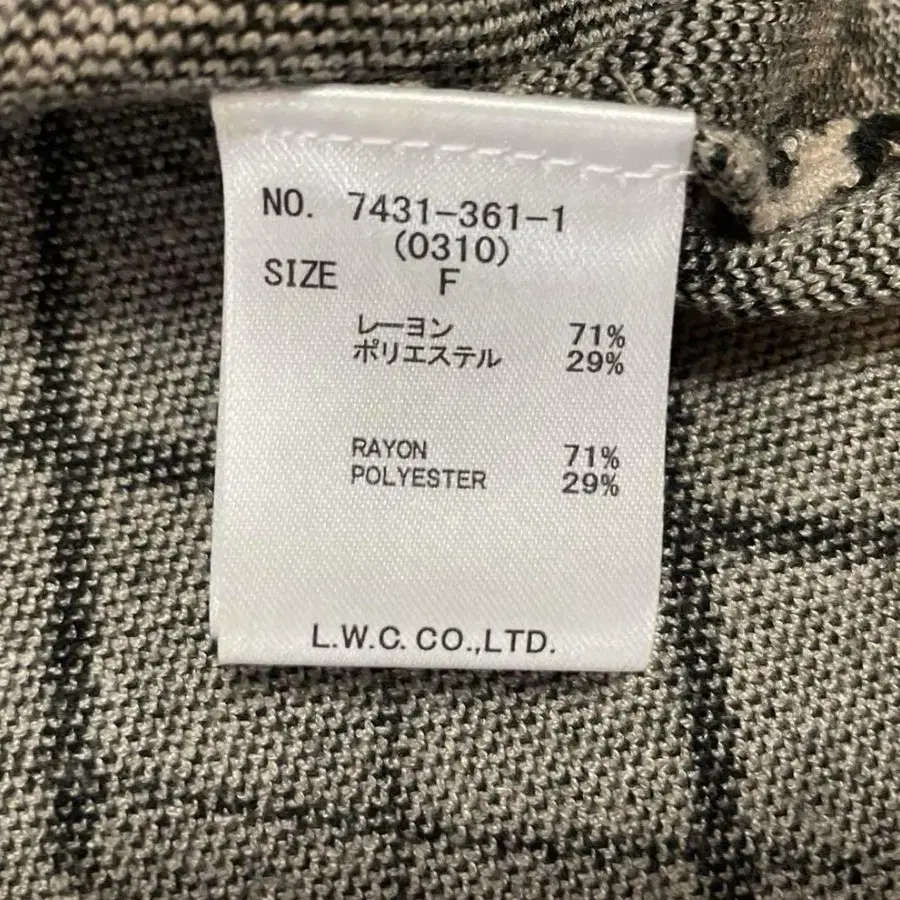 NO. 7431-361-1
(0310)
SIZE F
レーヨン 71%
ポリエステル 29%
RAYON 71%
POLYESTER 29%
L.W.C. CO.,LTD.